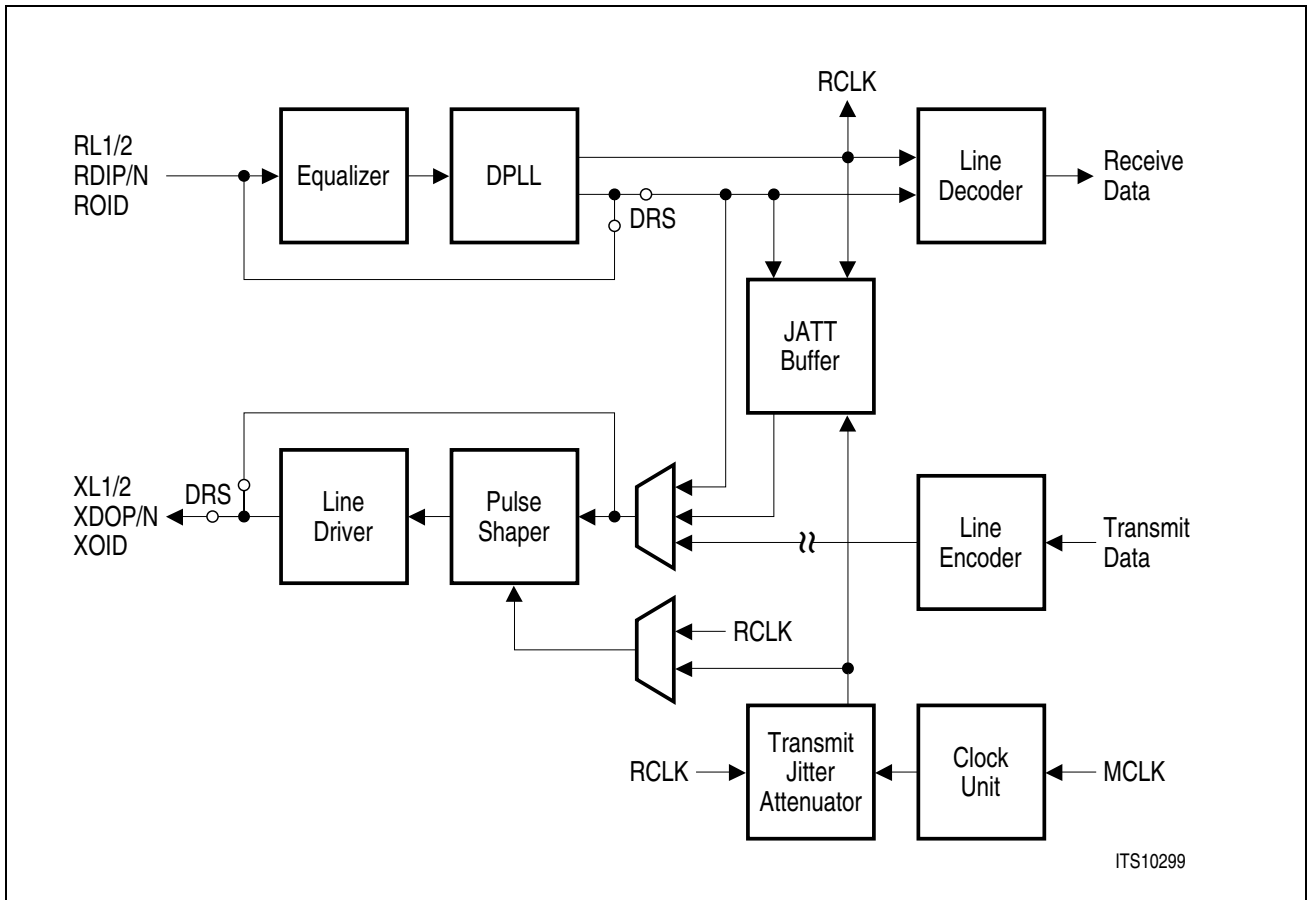 RCLK
RL1/2
RDIP/N
ROID
Equalizer
DPLL
Line
Decoder
Receive
Data
DRS
JATT
Buffer
XL1/2
XDOP/N
XOID
DRS
Line
Driver
Pulse
Shaper
Line
Encoder
Transmit
Data
RCLK
RCLK
Transmit
Jitter
Attenuator
Clock
Unit
MCLK
ITS10299